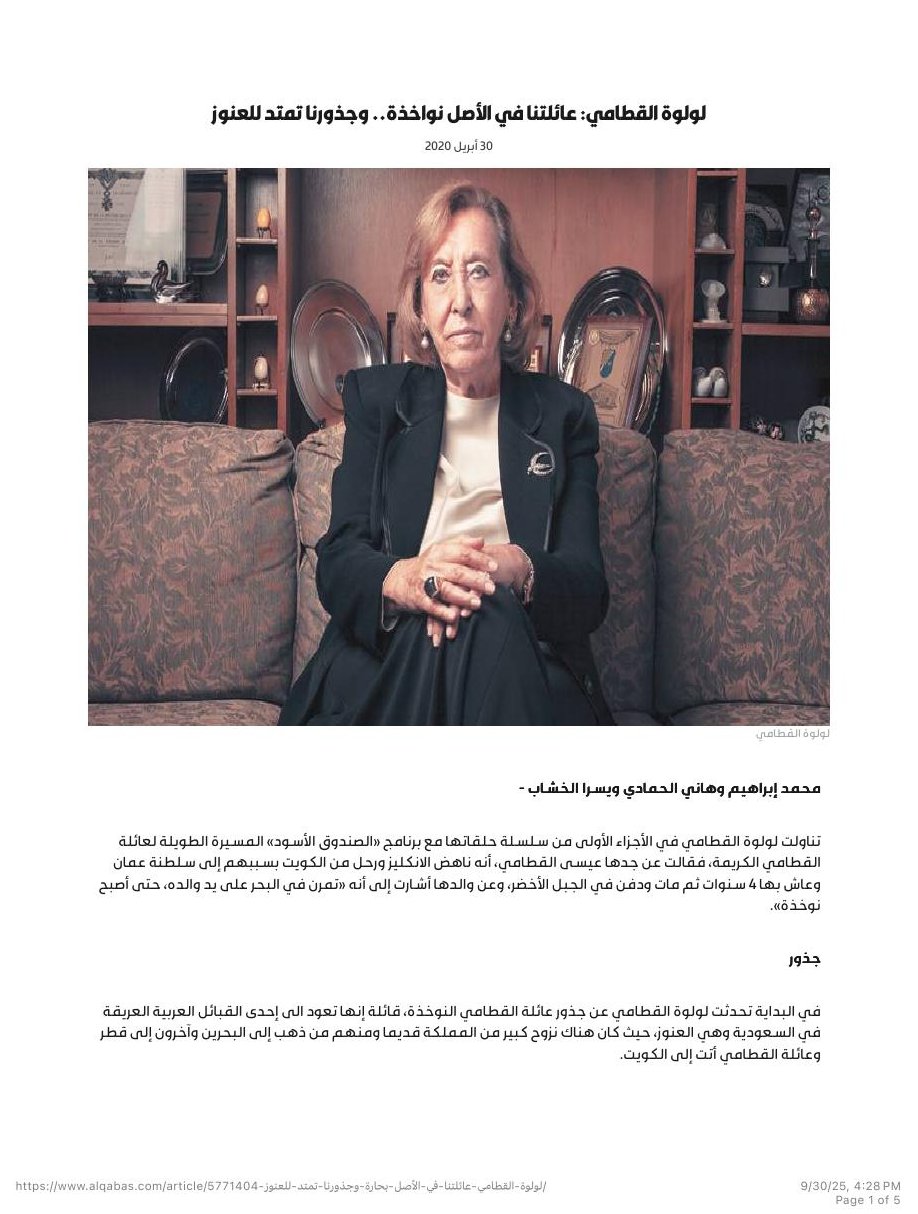 لولوة القطامي: عائلتنا في الأصل نواخذة.. وجذورنا تمتد للعنوز
30 أبريل 2020
لولوة القطامي
محمد إبراهيم وهاني الحمادي ويسرا الخشاب -
تناولت لولوة القطامي في الأجزاء الأولى من سلسلة حلقاتها مع برنامج «الصندوق الأسود» المسيرة الطويلة لعائلة
القطامي الكريمة، فقالت عن جدها عيسى القطامي، أنه ناهض الانكليز ورحل من الكويت بسببهم إلى سلطنة عمان
وعاش بها 4 سنوات ثم مات ودفن في الجبل الأخضر، وعن والدها أشارت إلى أنه «تمرن في البحر على يد والده، حتى أصبح
نوخذة».
جذور
في البداية تحدثت لولوة القطامي عن جذور عائلة القطامي النوخذة، قائلة إنها تعود الى إحدى القبائل العربية العريقة
في السعودية وهي العنوز، حيث كان هناك نزوح كبير من المملكة قديما ومنهم من ذهب إلى البحرين وآخرون إلى قطر
وعائلة القطامي أتت إلى الكويت.
https://www.alqabas.com/article/5771404-لولوة-القطامي-عائلتنا-في-الأصل-بحارة-وجذورنا-تمتد-للعنوز/
9/30/25, 4:28 PM
Page 1 of 5